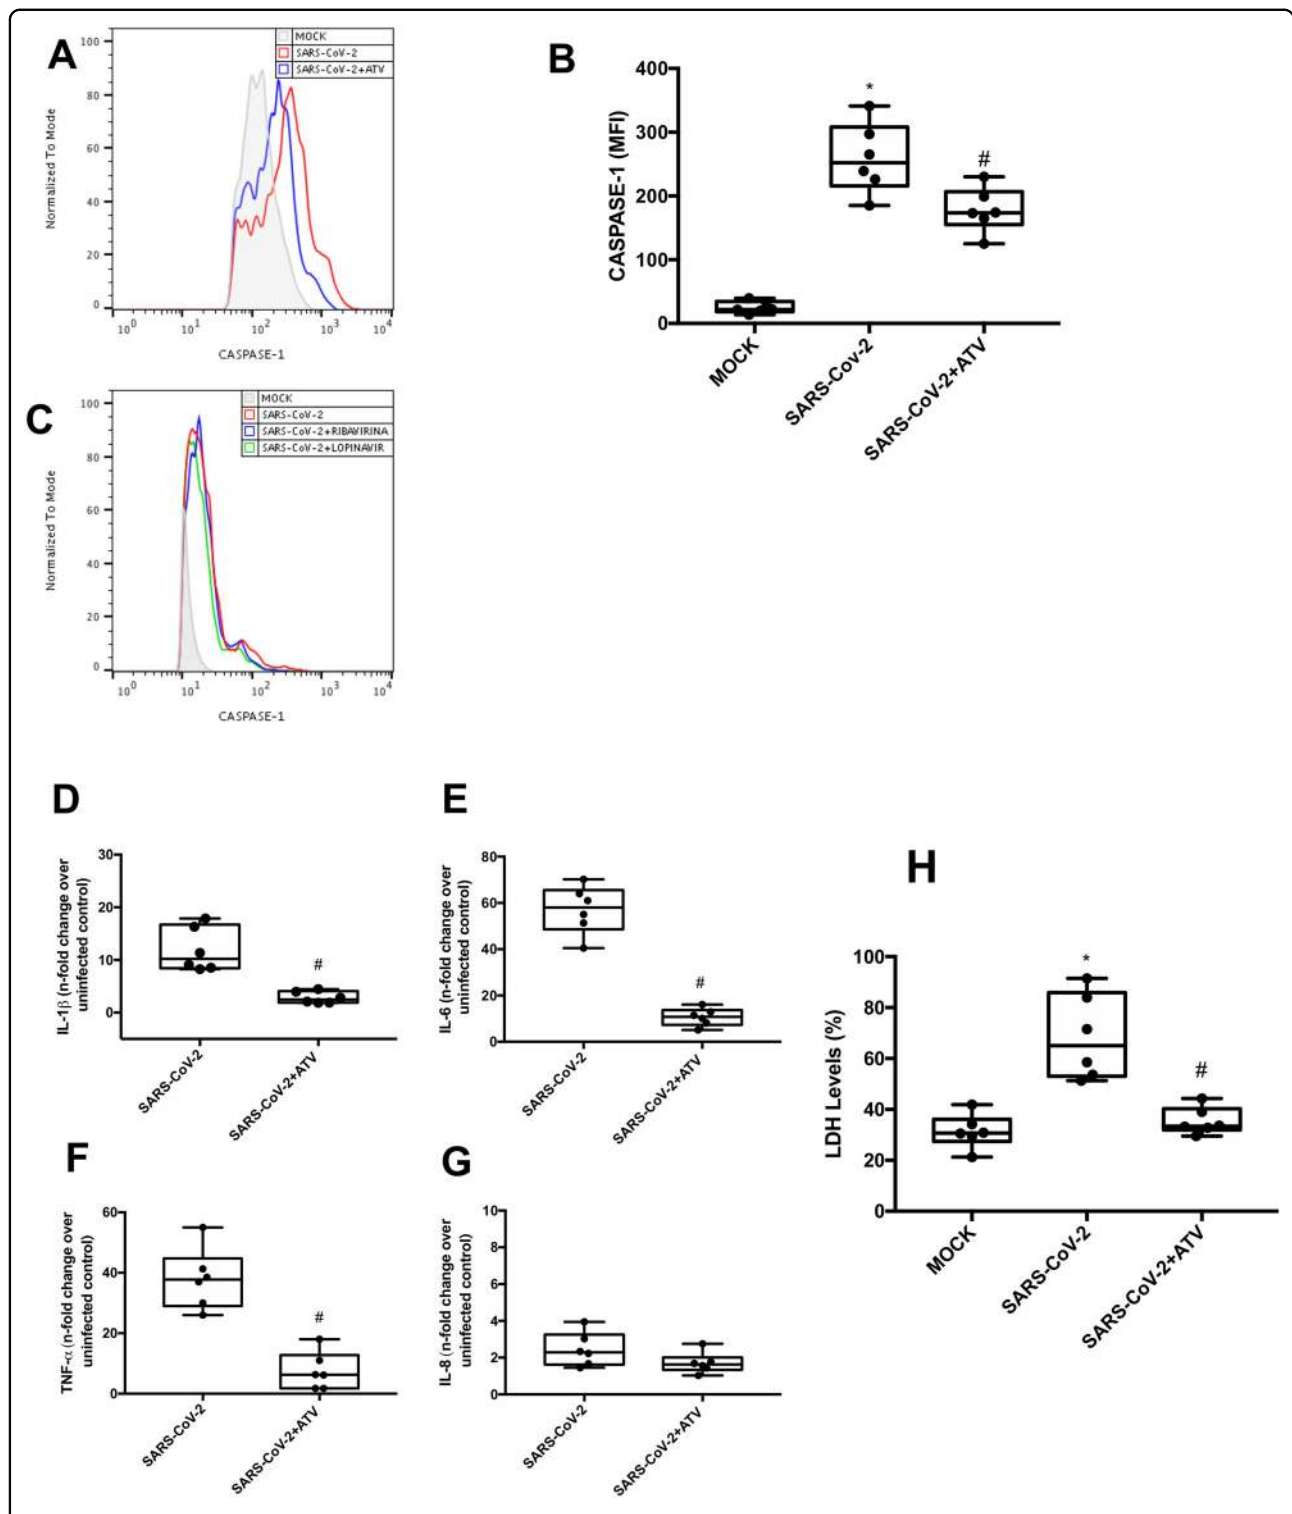 A
MOCK
SARS-CoV-2
SARS-CoV-2+ATV
Normalized To Mode
100
80
60
40
20
0
10^0 10^1 10^2 10^3 10^4
CASPASE-1
B
CASPASE-1 (MFI)
400
300
200
100
0
*
#
MOCK
SARS-Cov-2
SARS-CoV-2+ATV
C
MOCK
SARS-CoV-2
SARS-CoV-2+RIBAVIRINA
SARS-CoV-2+LOPINAVIR
Normalized To Mode
100
80
60
40
20
0
10^0 10^1 10^2 10^3 10^4
CASPASE-1
D
IL-1β (n-fold change over
uninfected control)
30
20
10
0
#
SARS-CoV-2
SARS-CoV-2+ATV
E
IL-6 (n-fold change over
uninfected control)
80
60
40
20
0
#
SARS-CoV-2
SARS-CoV-2+ATV
F
TNF-α (n-fold change over
uninfected control)
60
40
20
0
#
SARS-CoV-2
SARS-CoV-2+ATV
G
IL-8 (n-fold change over
uninfected control)
10
8
6
4
2
0
SARS-CoV-2
SARS-CoV-2+ATV
H
LDH Levels (%)
100
80
60
40
20
0
*
#
MOCK
SARS-CoV-2
SARS-CoV-2+ATV